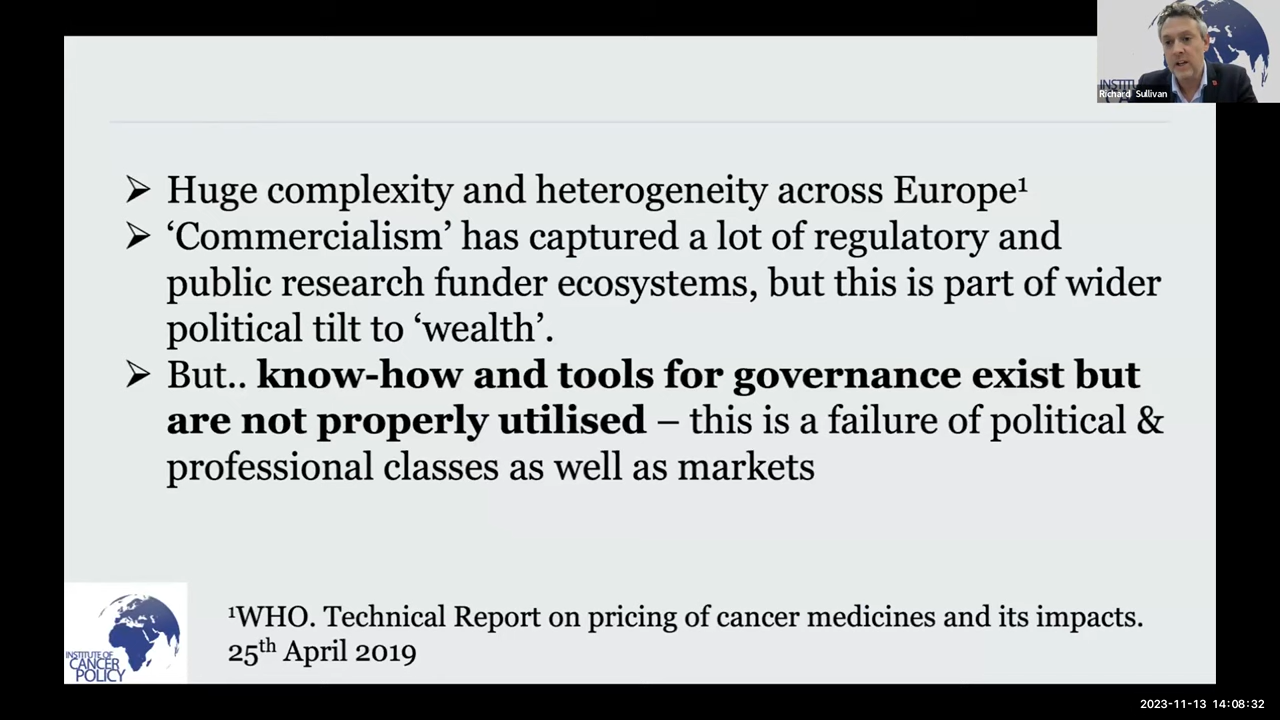 INSTITU
Richard Sullivan
➢ Huge complexity and heterogeneity across Europe¹
➢ ‘Commercialism’ has captured a lot of regulatory and
public research funder ecosystems, but this is part of wider
political tilt to ‘wealth’.
➢ But.. know-how and tools for governance exist but
are not properly utilised – this is a failure of political &
professional classes as well as markets
¹WHO. Technical Report on pricing of cancer medicines and its impacts.
25th April 2019
INSTITUTE OF
CANCER
POLICY
2023-11-13 14:08:32